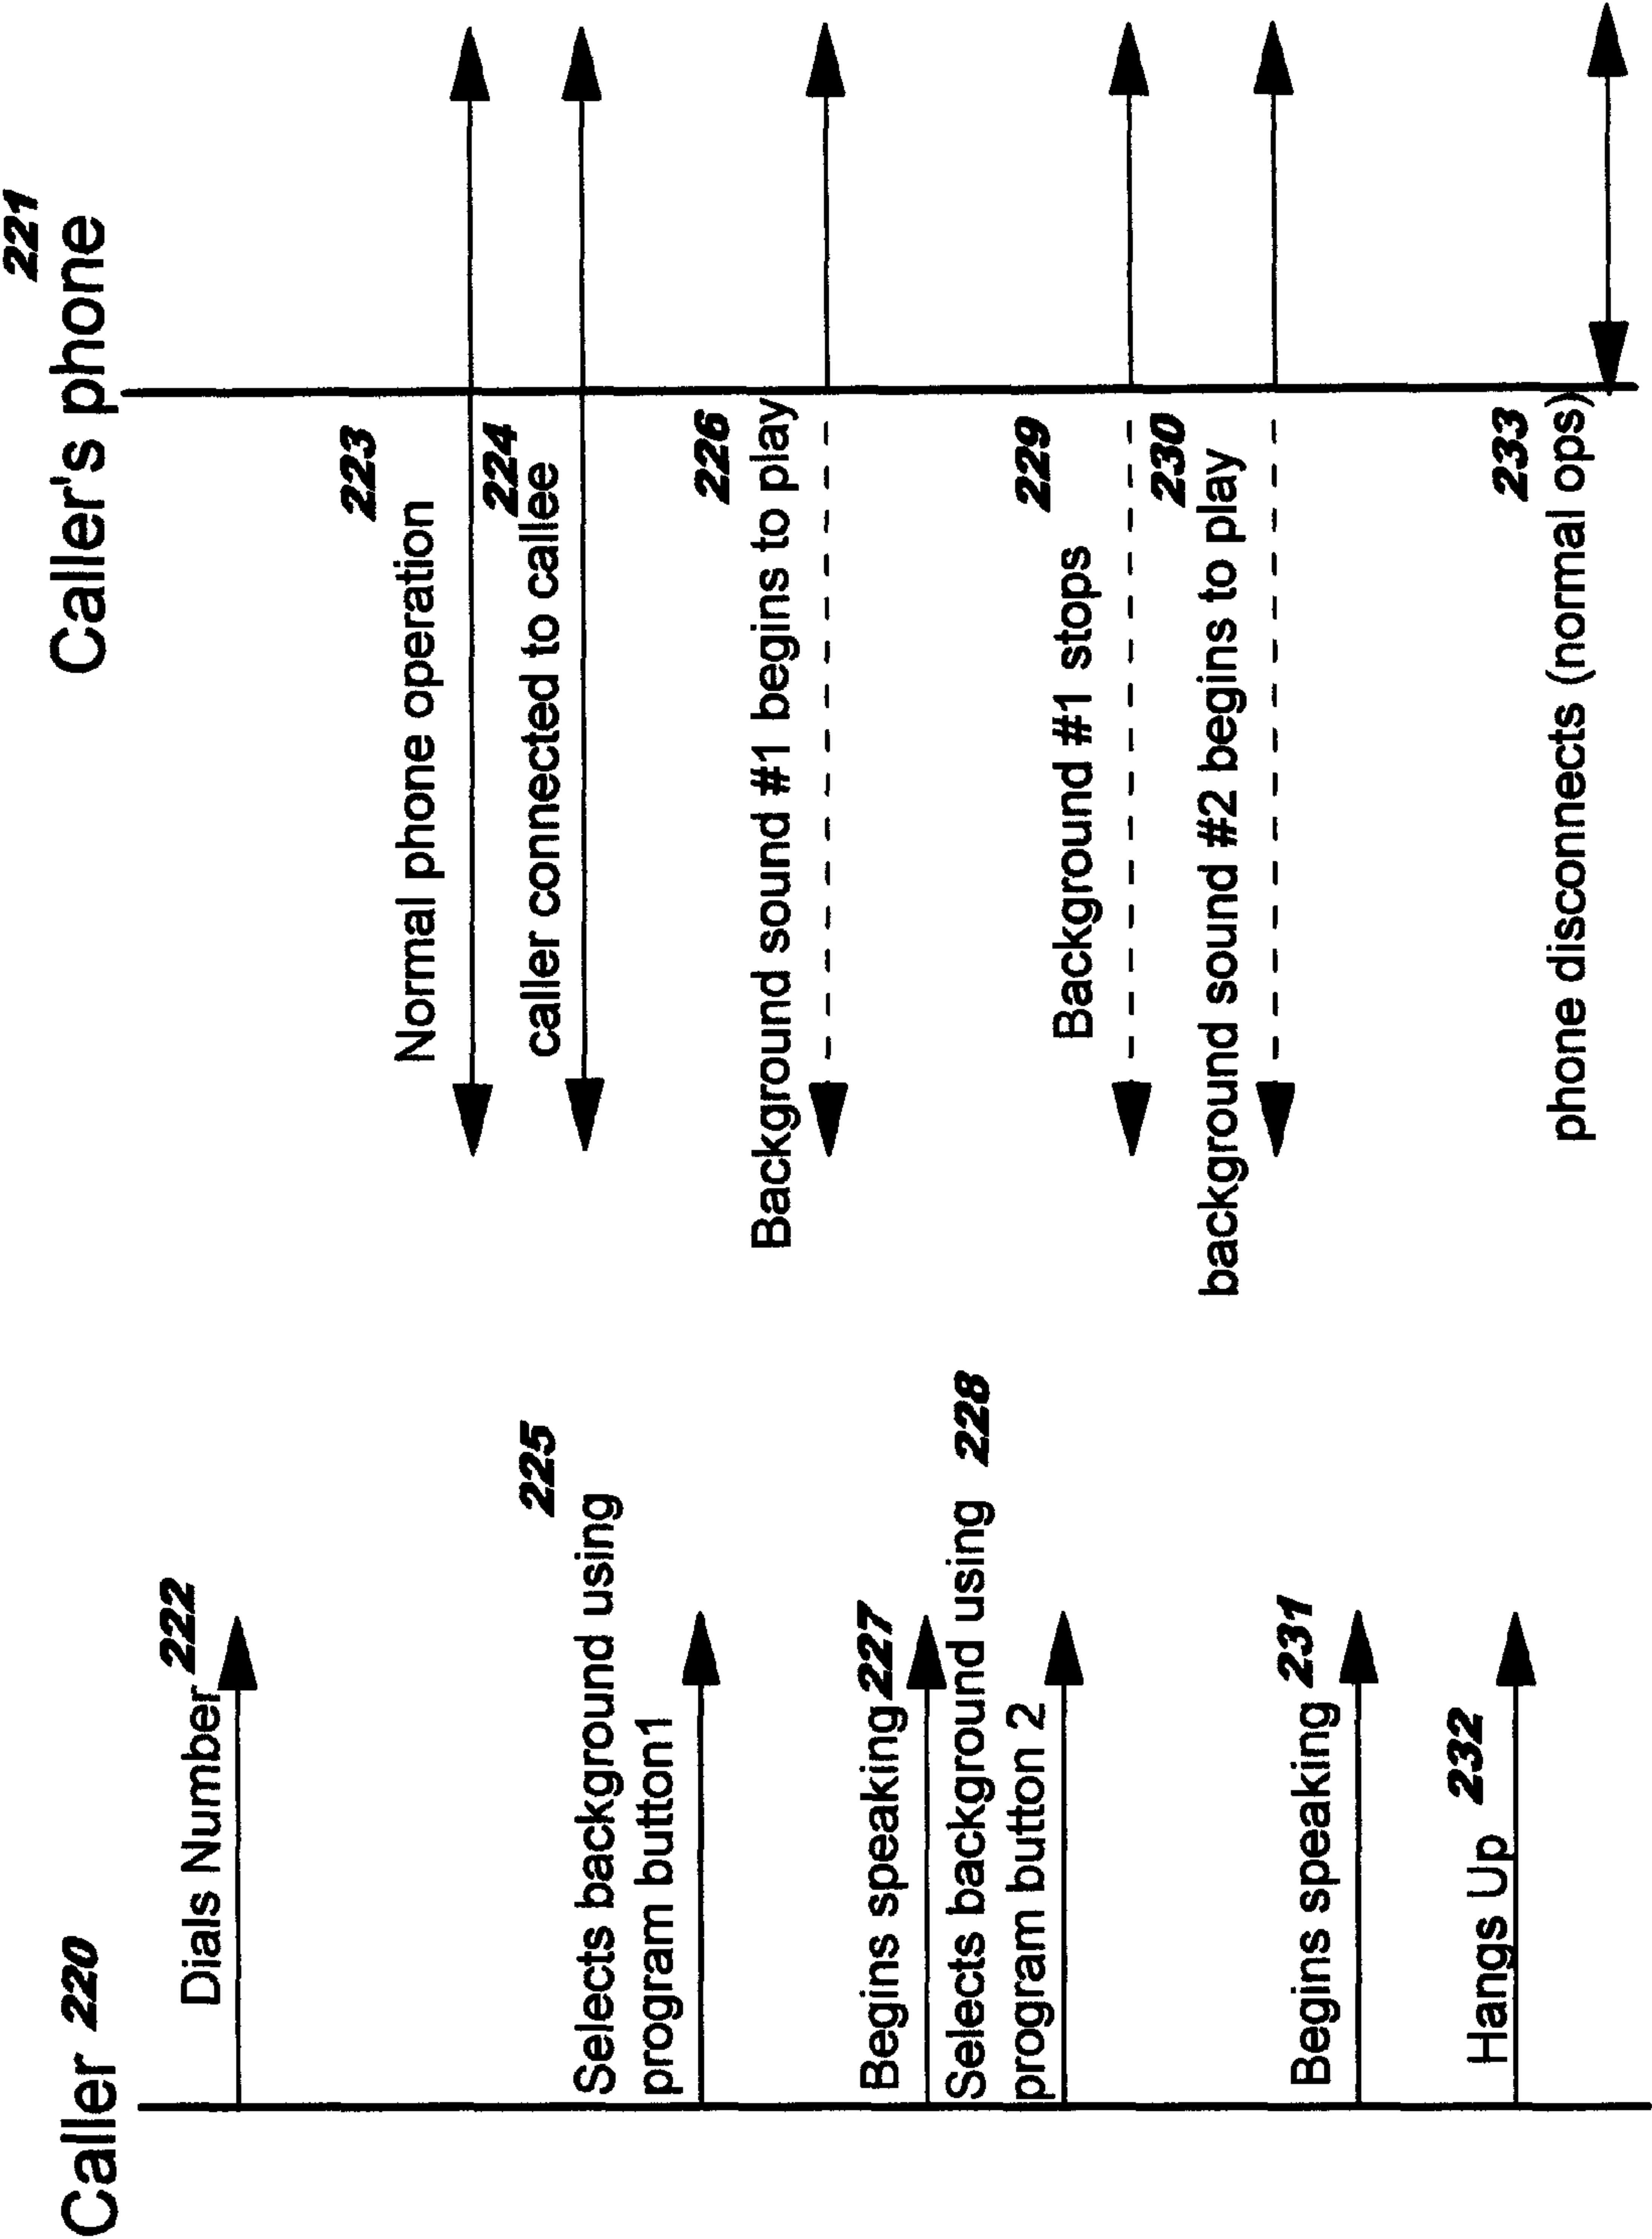 Caller 220
Caller's phone
221
Dials Number 222
223
Normal phone operation
224
caller connected to callee
225
Selects background using
program button1
226
Background sound #1 begins to play
Begins speaking 227
Selects background using 228
program button 2
229
Background #1 stops
230
background sound #2 begins to play
Begins speaking 231
Hangs Up 232
233
phone disconnects (normal ops)